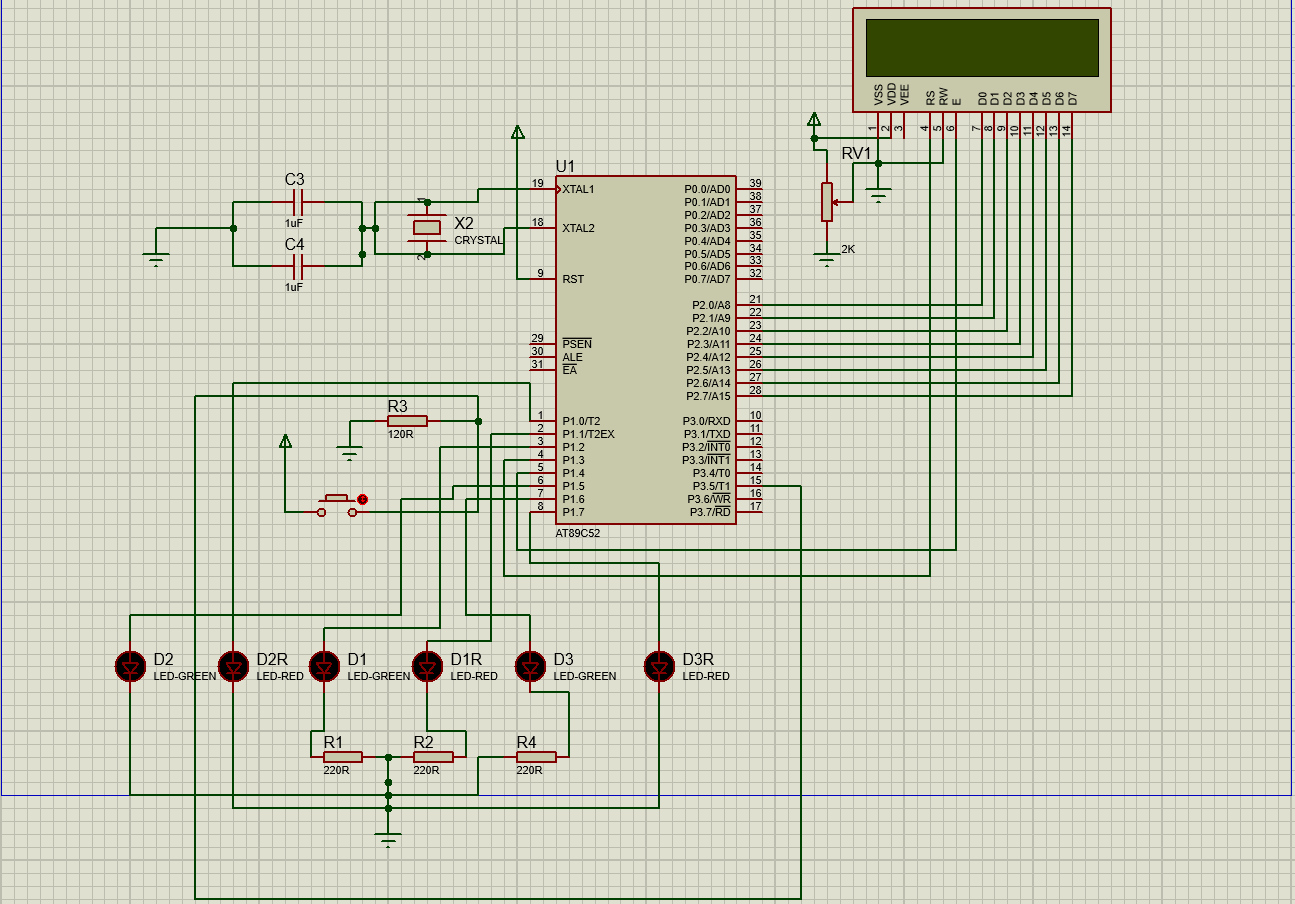 VSS
VDD
VEE
RS
RW
E
D0
D1
D2
D3
D4
D5
D6
D7
1
2
3
4
5
6
7
8
9
10
11
12
13
14
RV1
2K
C3
1uF
C4
1uF
1
X2
CRYSTAL
2
U1
19 XTAL1
18 XTAL2
9 RST
29 PSEN
30 ALE
31 EA
1 P1.0/T2
2 P1.1/T2EX
3 P1.2
4 P1.3
5 P1.4
6 P1.5
7 P1.6
8 P1.7
P0.0/AD0 39
P0.1/AD1 38
P0.2/AD2 37
P0.3/AD3 36
P0.4/AD4 35
P0.5/AD5 34
P0.6/AD6 33
P0.7/AD7 32
P2.0/A8 21
P2.1/A9 22
P2.2/A10 23
P2.3/A11 24
P2.4/A12 25
P2.5/A13 26
P2.6/A14 27
P2.7/A15 28
P3.0/RXD 10
P3.1/TXD 11
P3.2/INT0 12
P3.3/INT1 13
P3.4/T0 14
P3.5/T1 15
P3.6/WR 16
P3.7/RD 17
AT89C52
R3
120R
D2
LED-GREEN
D2R
LED-RED
D1
LED-GREEN
D1R
LED-RED
D3
LED-GREEN
D3R
LED-RED
R1
220R
R2
220R
R4
220R